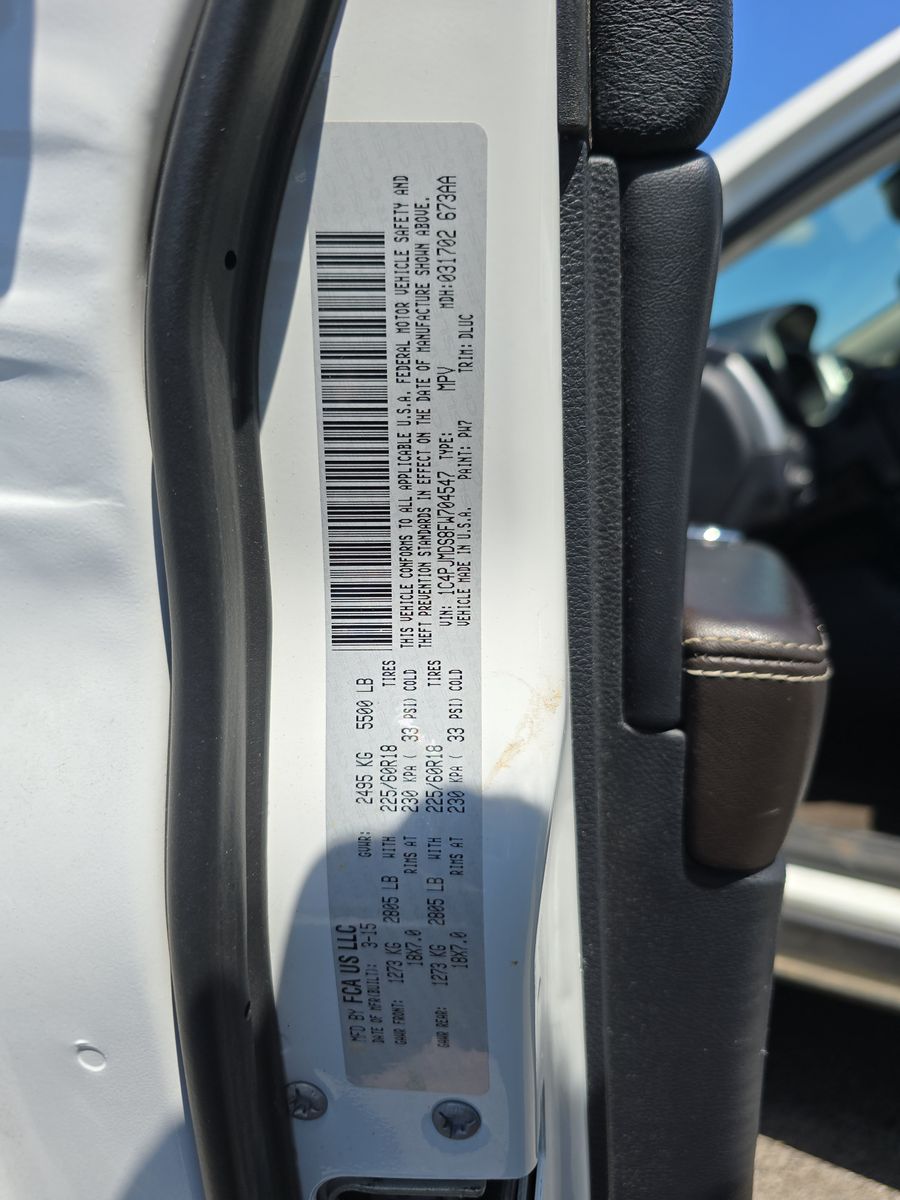 MFD BY FCA US LLC
DATE OF MFR(BUILT): 3-15 GVWR: 2495 KG 5500 LB
GAWR FRONT: 1273 KG 2805 LB WITH 225/60R18 TIRES
18X7.0 RIMS AT 230 KPA ( 33 PSI) COLD
GAWR REAR: 1273 KG 2805 LB WITH 225/60R18 TIRES
18X7.0 RIMS AT 230 KPA ( 33 PSI) COLD
THIS VEHICLE CONFORMS TO ALL APPLICABLE U.S.A. FEDERAL MOTOR VEHICLE SAFETY AND
THEFT PREVENTION STANDARDS IN EFFECT ON THE DATE OF MANUFACTURE SHOWN ABOVE.
VIN: 1C4PJMDS8FW704547 TYPE: MPV MDH:031702 673AA
VEHICLE MADE IN U.S.A. PAINT: PW7 TRIM: DLUC